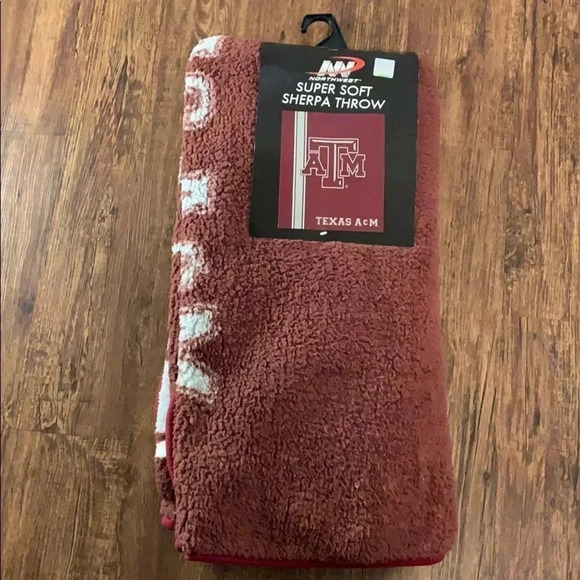 NORTHWEST
SUPER SOFT
SHERPA THROW
ATM
TEXAS A&M